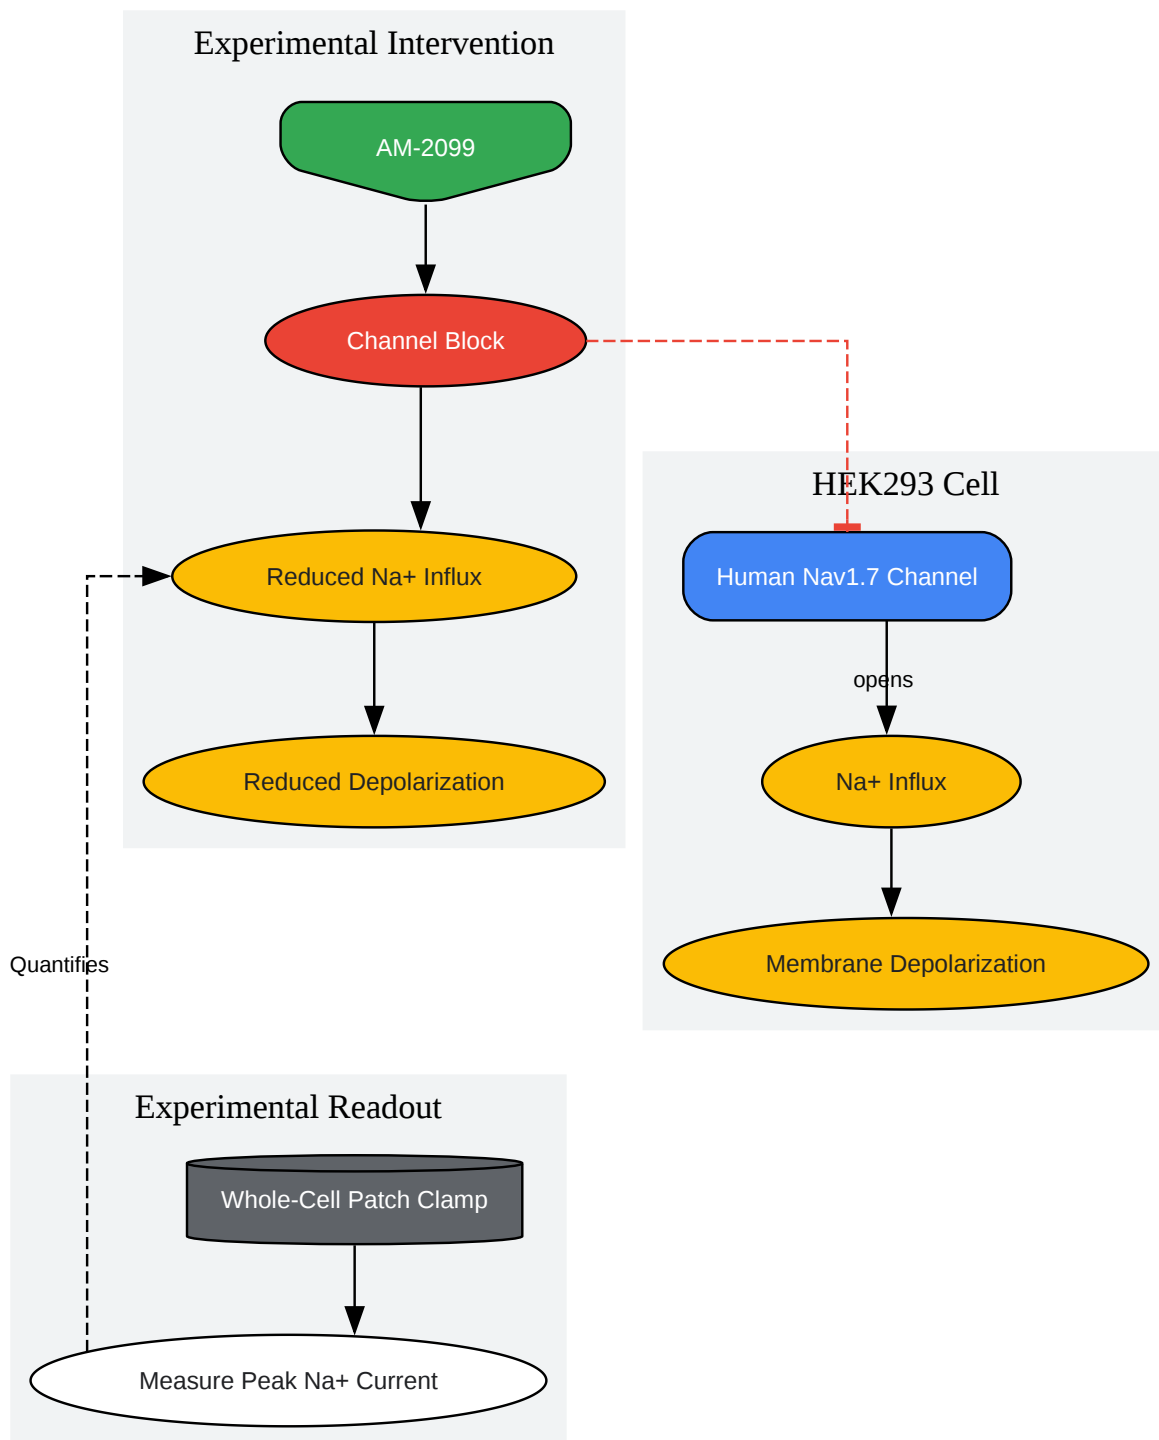 Experimental Intervention
AM-2099
Channel Block
HEK293 Cell
Human Nav1.7 Channel
Reduced Na+ Influx
opens
Reduced Depolarization
Na+ Influx
Membrane Depolarization
Quantifies
Experimental Readout
Whole-Cell Patch Clamp
Measure Peak Na+ Current